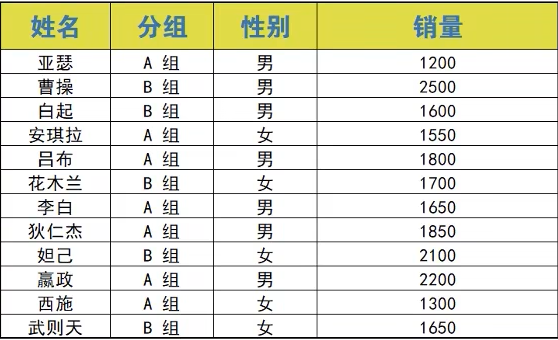 姓名 分组 性别 销量
亚瑟 A 组 男 1200
曹操 B 组 男 2500
白起 B 组 男 1600
安琪拉 A 组 女 1550
吕布 A 组 男 1800
花木兰 B 组 女 1700
李白 A 组 男 1650
狄仁杰 A 组 男 1850
妲己 B 组 女 2100
嬴政 A 组 男 2200
西施 A 组 女 1300
武则天 B 组 女 1650